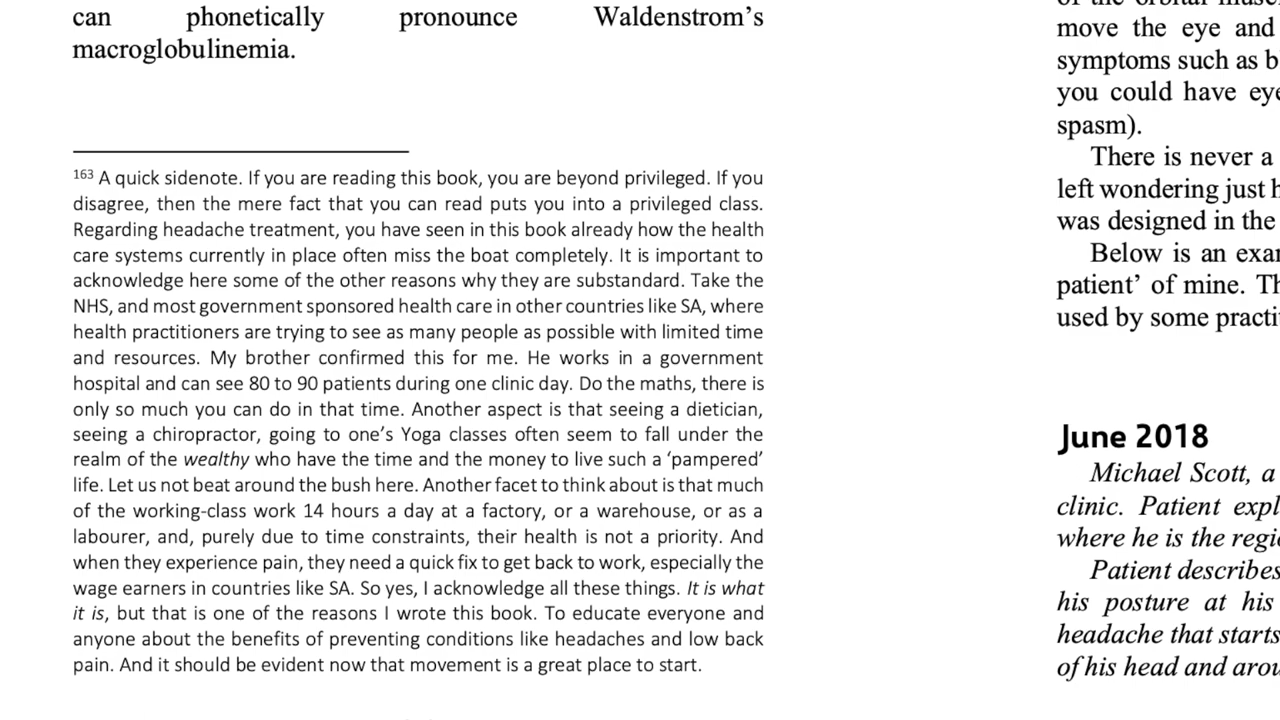 can phonetically pronounce Waldenstrom’s
macroglobulinemia.
163 A quick sidenote. If you are reading this book, you are beyond privileged. If you
disagree, then the mere fact that you can read puts you into a privileged class.
Regarding headache treatment, you have seen in this book already how the health
care systems currently in place often miss the boat completely. It is important to
acknowledge here some of the other reasons why they are substandard. Take the
NHS, and most government sponsored health care in other countries like SA, where
health practitioners are trying to see as many people as possible with limited time
and resources. My brother confirmed this for me. He works in a government
hospital and can see 80 to 90 patients during one clinic day. Do the maths, there is
only so much you can do in that time. Another aspect is that seeing a dietician,
seeing a chiropractor, going to one’s Yoga classes often seem to fall under the
realm of the wealthy who have the time and the money to live such a ‘pampered’
life. Let us not beat around the bush here. Another facet to think about is that much
of the working-class work 14 hours a day at a factory, or a warehouse, or as a
labourer, and, purely due to time constraints, their health is not a priority. And
when they experience pain, they need a quick fix to get back to work, especially the
wage earners in countries like SA. So yes, I acknowledge all these things. It is what
it is, but that is one of the reasons I wrote this book. To educate everyone and
anyone about the benefits of preventing conditions like headaches and low back
pain. And it should be evident now that movement is a great place to start.
move the eye and
symptoms such as
you could have
spasm).
There is never a
left wondering just
was designed in the
Below is an
patient’ of mine.
used by some
June 2018
Michael Scott, a
clinic. Patient
where he is the
Patient describes
his posture at his
headache that starts
of his head and